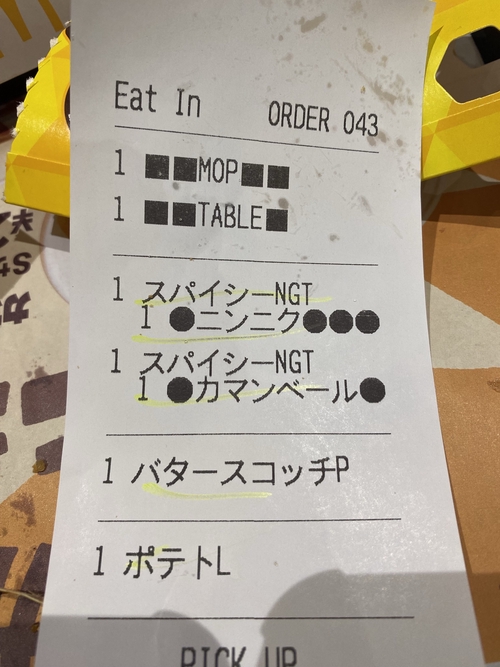 Eat In ORDER 043
1 ■■MOP■■
1 ■■TABLE■
1 スパイシーNGT
1 ●ニンニク●●●
1 スパイシーNGT
1 ●カマンベール●
1 バタースコッチP
1 ポテトL
PICK UP